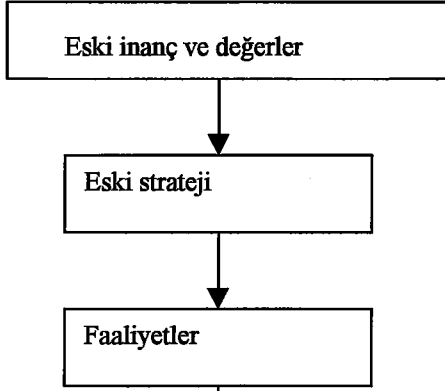 Eski inanç ve değerler
Eski strateji
Faaliyetler